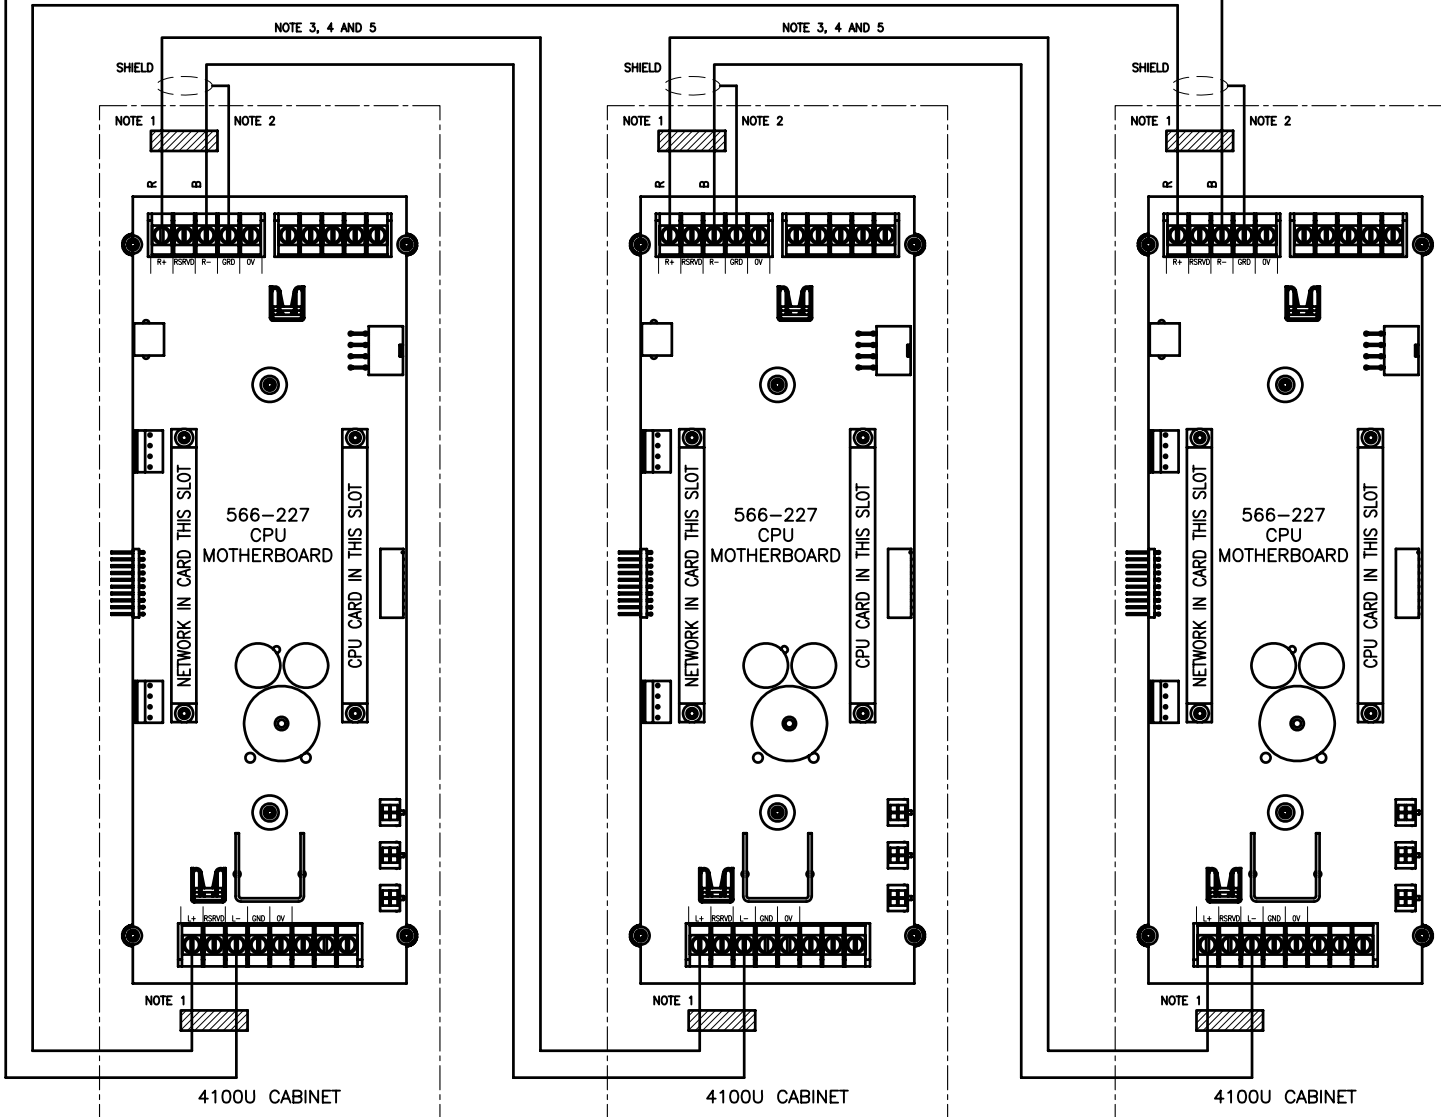 NOTE 3, 4 AND 5
NOTE 3, 4 AND 5
SHIELD
SHIELD
SHIELD
NOTE 1
NOTE 2
NOTE 1
NOTE 2
NOTE 1
NOTE 2
R
B
R
B
R
B
R+ RSRVD R- GRD 0V
R+ RSRVD R- GRD 0V
R+ RSRVD R- GRD 0V
NETWORK IN CARD THIS SLOT
566-227
CPU
MOTHERBOARD
CPU CARD IN THIS SLOT
NETWORK IN CARD THIS SLOT
566-227
CPU
MOTHERBOARD
CPU CARD IN THIS SLOT
NETWORK IN CARD THIS SLOT
566-227
CPU
MOTHERBOARD
CPU CARD IN THIS SLOT
L+ RSRVD L- GND 0V
L+ RSRVD L- GND 0V
L+ RSRVD L- GND 0V
NOTE 1
NOTE 1
NOTE 1
4100U CABINET
4100U CABINET
4100U CABINET